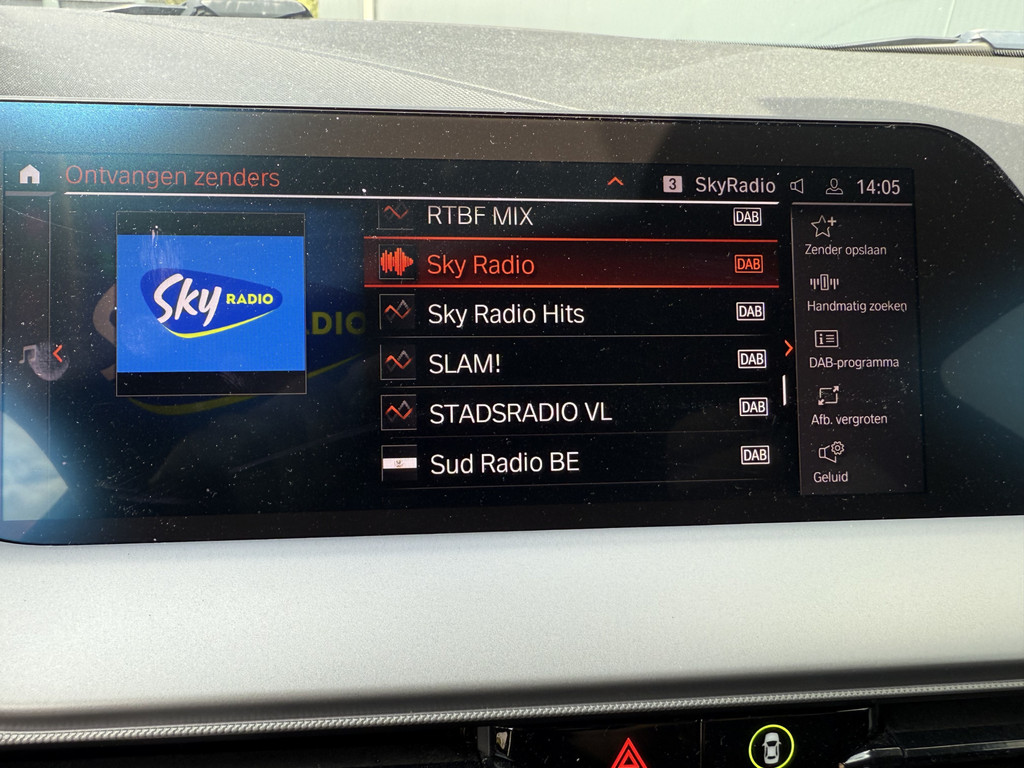 Ontvangen zenders
3 SkyRadio 14:05
Sky RADIO
RTBF MIX DAB
Sky Radio DAB
Sky Radio Hits DAB
SLAM! DAB
STADSRADIO VL DAB
Sud Radio BE DAB
Zender opslaan
Handmatig zoeken
DAB-programma
Afb. vergroten
Geluid